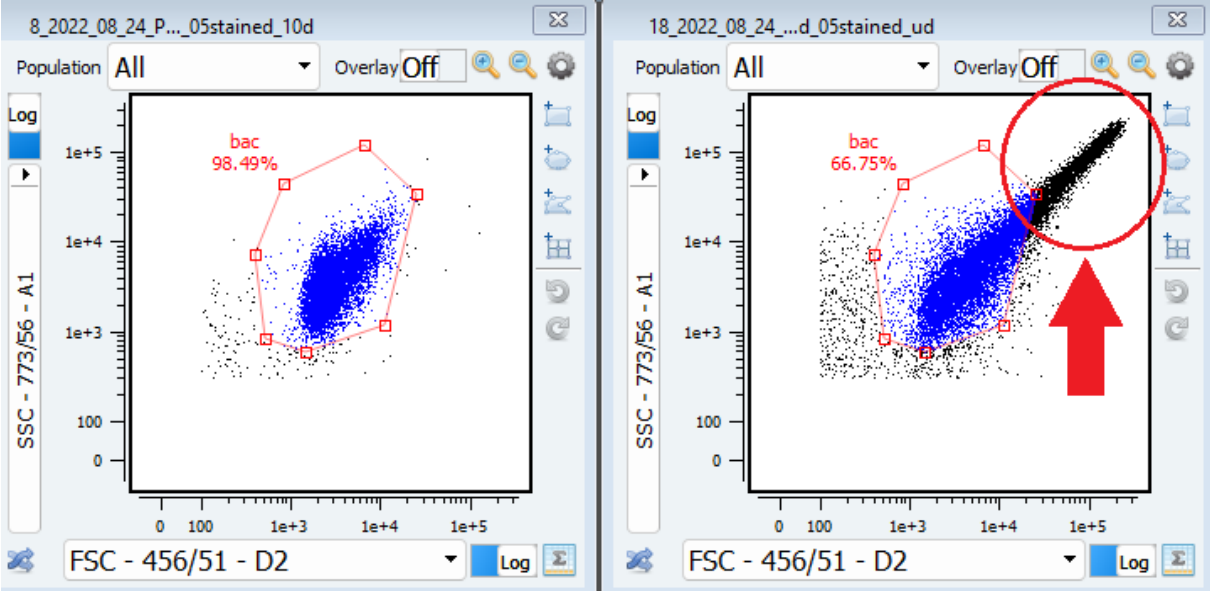 8_2022_08_24_P..._05stained_10d
Population All Overlay Off
Log
bac
98.49%
1e+5
1e+4
1e+3
100
0
SSC - 773/56 - A1
0 100 1e+3 1e+4 1e+5
FSC - 456/51 - D2 Log Σ
18_2022_08_24_...d_05stained_ud
Population All Overlay Off
Log
bac
66.75%
1e+5
1e+4
1e+3
100
0
SSC - 773/56 - A1
0 100 1e+3 1e+4 1e+5
FSC - 456/51 - D2 Log Σ